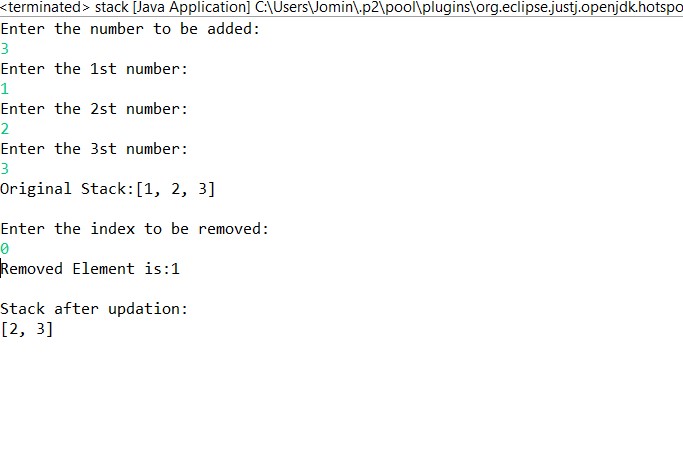 <terminated> stack [Java Application] C:\Users\Jomin\.p2\pool\plugins\org.eclipse.justj.openjdk.hotspo
Enter the number to be added:
3
Enter the 1st number:
1
Enter the 2st number:
2
Enter the 3st number:
3
Original Stack:[1, 2, 3]
Enter the index to be removed:
0
Removed Element is:1
Stack after updation:
[2, 3]